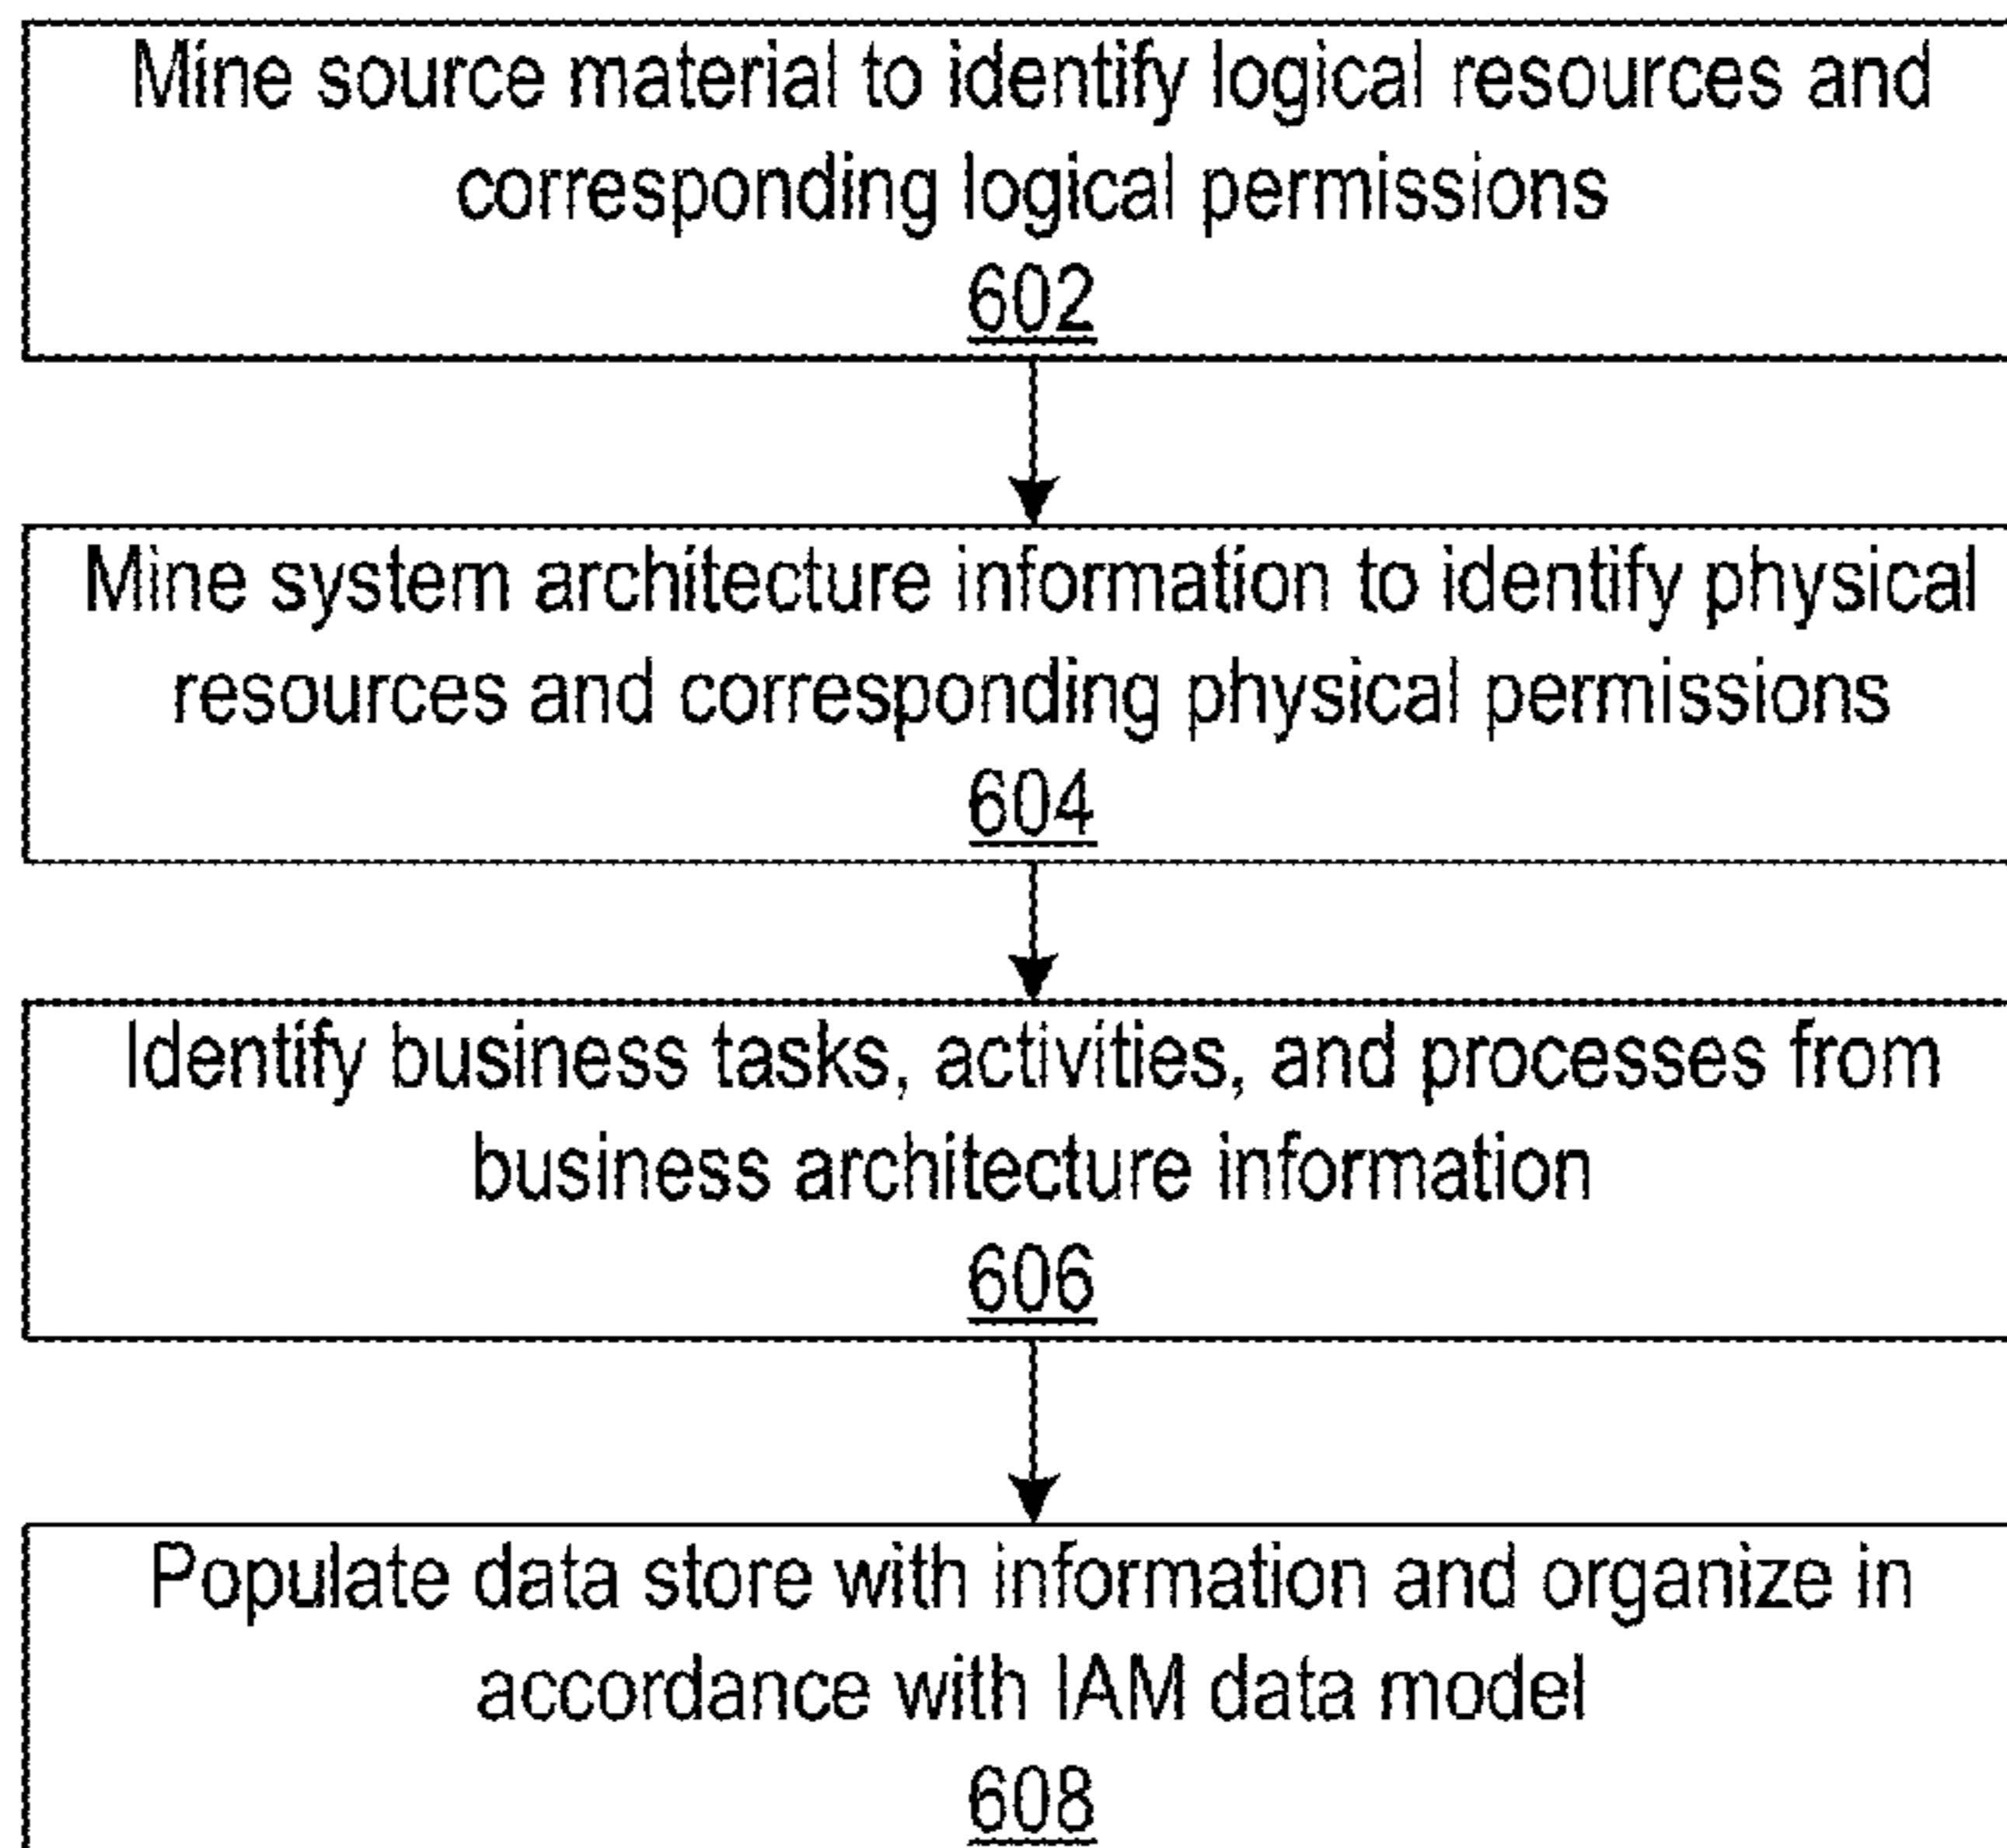 Mine source material to identify logical resources and
corresponding logical permissions
602
Mine system architecture information to identify physical
resources and corresponding physical permissions
604
Identify business tasks, activities, and processes from
business architecture information
606
Populate data store with information and organize in
accordance with IAM data model
608